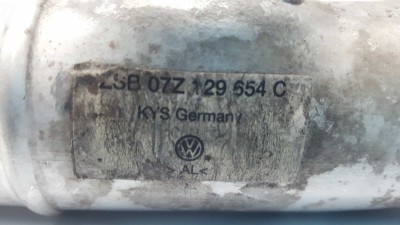 ZSB 07Z 129 654 C
KYS Germany
>AL<